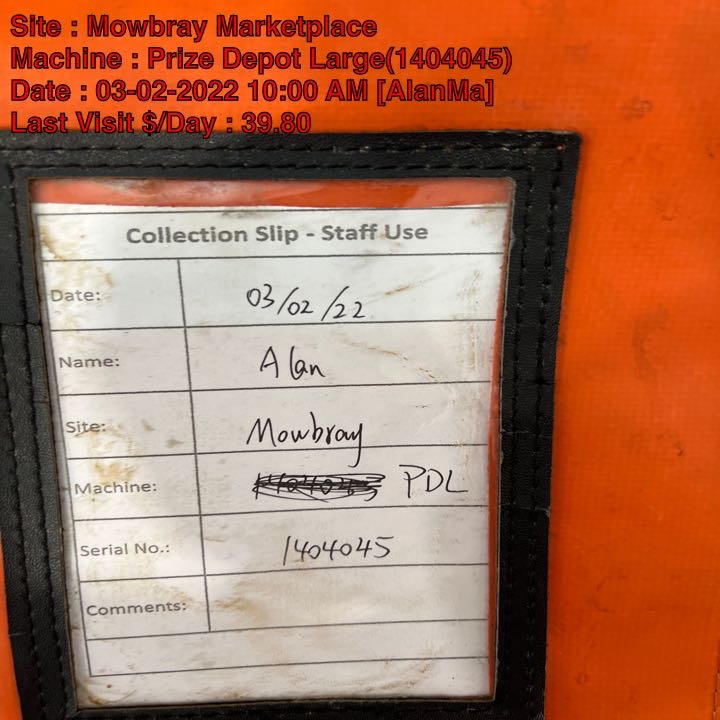 Site : Mowbray Marketplace
Machine : Prize Depot Large(1404045)
Date : 03-02-2022 10:00 AM [AlanMa]
Last Visit $/Day : 39.80
Collection Slip - Staff Use
Date: 03/02/22
Name: Alan
Site: Mowbray
Machine: PDL
Serial No.: 1404045
Comments: